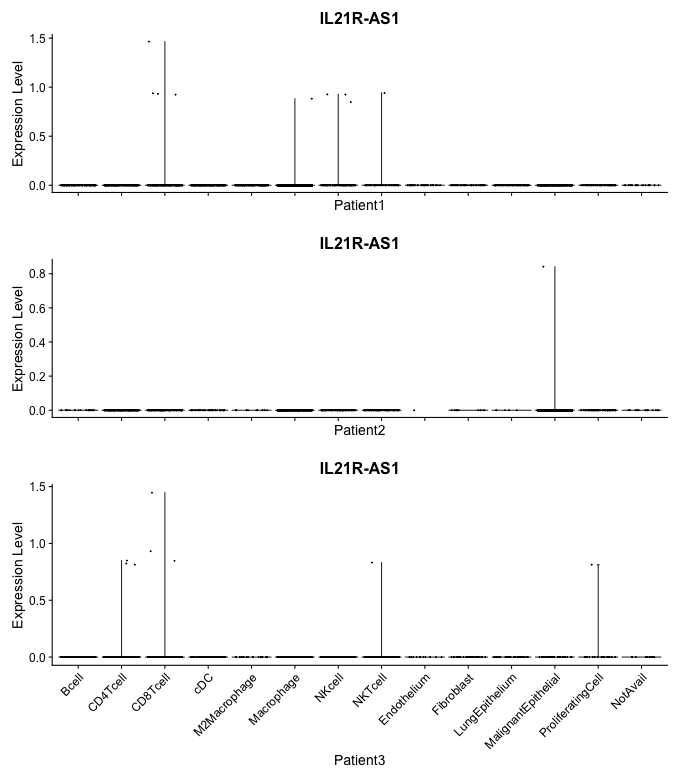 IL21R-AS1
Expression Level
1.5
1.0
0.5
0.0
Patient1
IL21R-AS1
Expression Level
0.8
0.6
0.4
0.2
0.0
Patient2
IL21R-AS1
Expression Level
1.5
1.0
0.5
0.0
Bcell
CD4Tcell
CD8Tcell
cDC
M2Macrophage
Macrophage
NKcell
NKTcell
Endothelium
Fibroblast
LungEpithelium
MalignantEpithelial
ProliferatingCell
NotAvail
Patient3